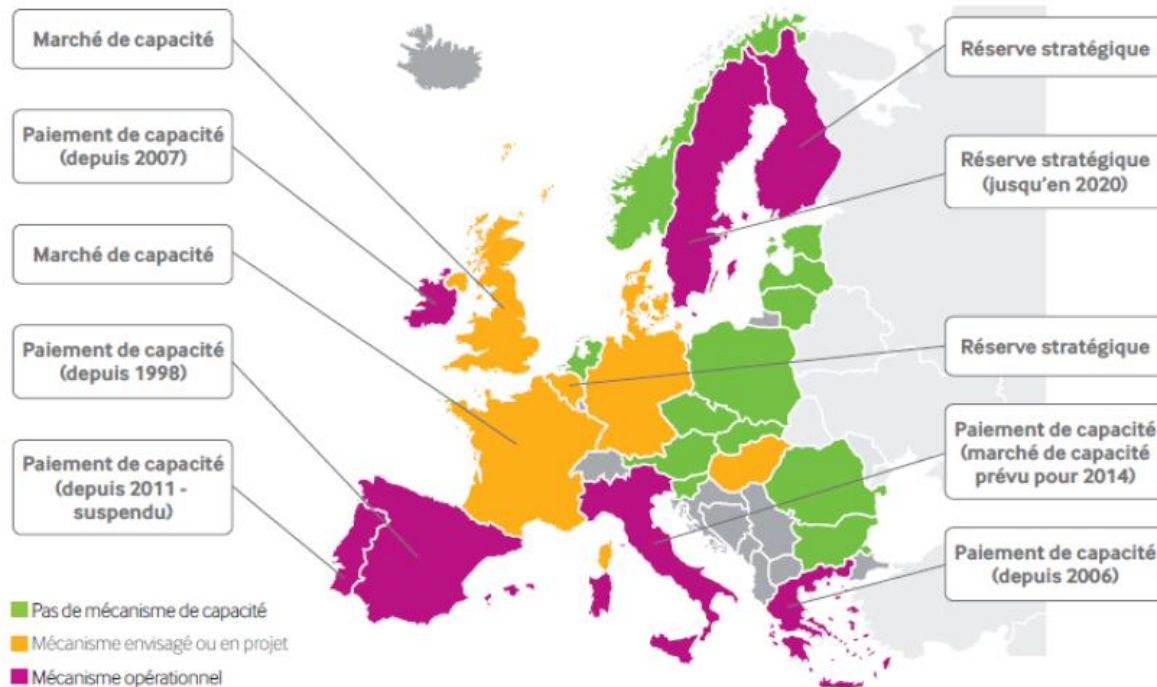 Marché de capacité
Paiement de capacité
(depuis 2007)
Marché de capacité
Paiement de capacité
(depuis 1998)
Paiement de capacité
(depuis 2011 -
suspendu)
Pas de mécanisme de capacité
Mécanisme envisagé ou en projet
Mécanisme opérationnel
Réserve stratégique
Réserve stratégique
(jusqu'en 2020)
Réserve stratégique
Paiement de capacité
(marché de capacité
prévu pour 2014)
Paiement de capacité
(depuis 2006)